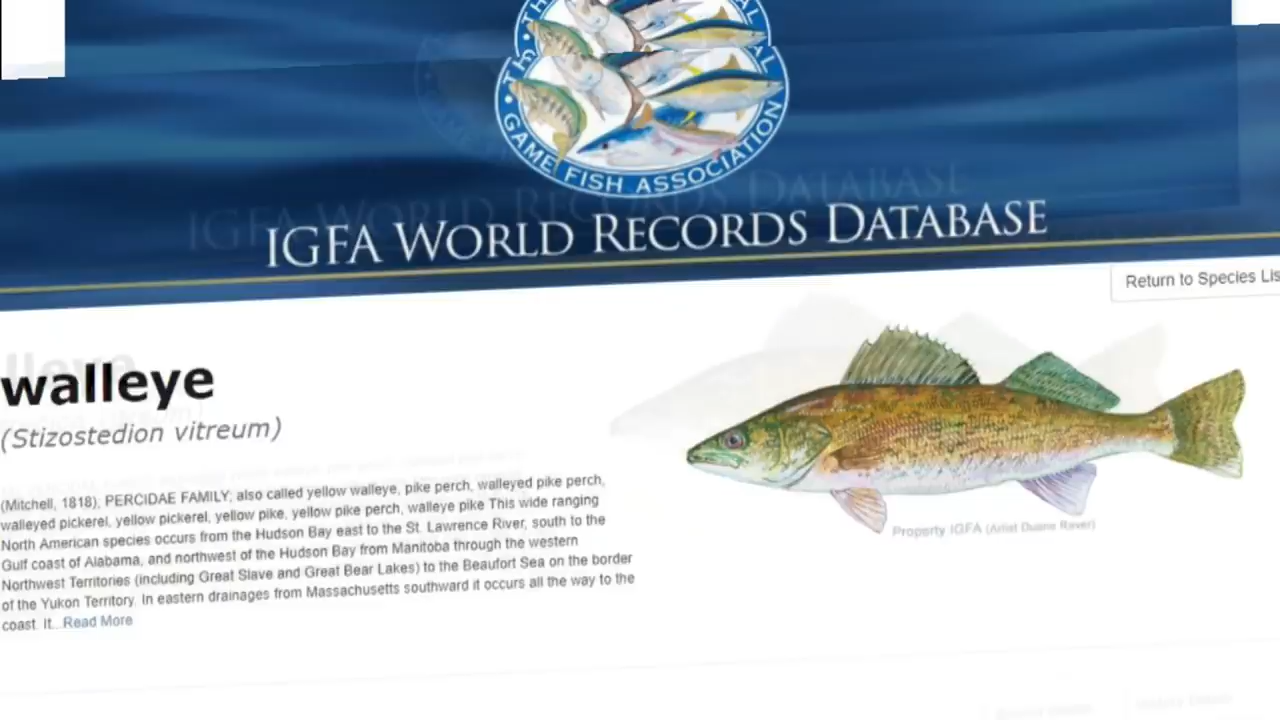 GAME FISH ASSOCIATION
IGFA WORLD RECORDS DATABASE
Return to Species Lis
walleye
(Stizostedion vitreum)
(Mitchell, 1818); PERCIDAE FAMILY; also called yellow walleye, pike perch, walleyed pike perch,
walleyed pickerel, yellow pickerel, yellow pike, yellow pike perch, walleye pike This wide ranging
North American species occurs from the Hudson Bay east to the St. Lawrence River, south to the
Gulf coast of Alabama, and northwest of the Hudson Bay from Manitoba through the western
Northwest Territories (including Great Slave and Great Bear Lakes) to the Beaufort Sea on the border
of the Yukon Territory. In eastern drainages from Massachusetts southward it occurs all the way to the
coast. It...Read More
Property IGFA (Artist Duane Raver)